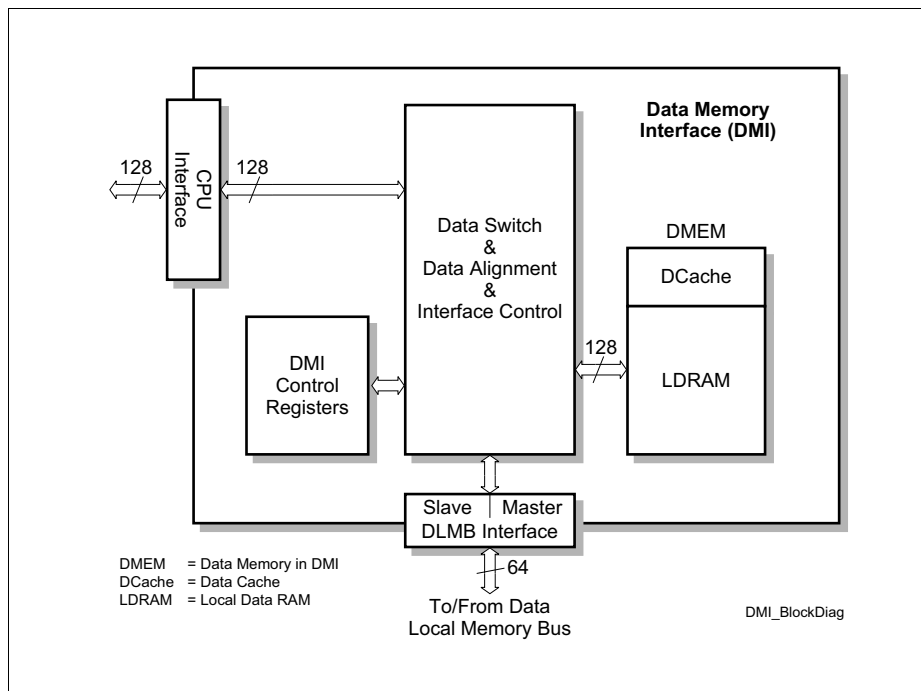 Data Memory
Interface (DMI)
128
CPU
Interface
128
Data Switch
&
Data Alignment
&
Interface Control
DMEM
DCache
LDRAM
128
DMI
Control
Registers
Slave Master
DLMB Interface
64
To/From Data
Local Memory Bus
DMEM = Data Memory in DMI
DCache = Data Cache
LDRAM = Local Data RAM
DMI_BlockDiag